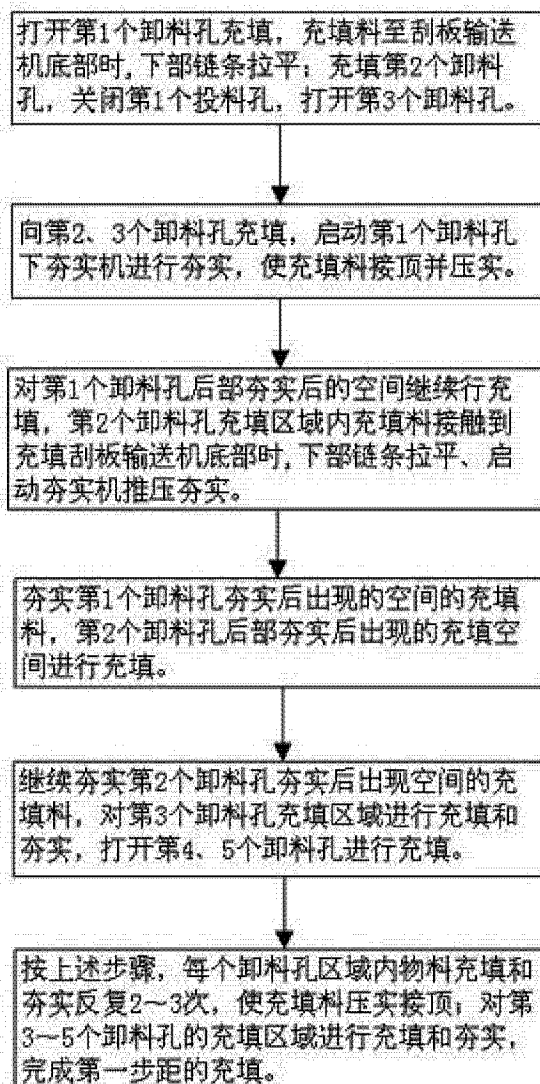 打开第1个卸料孔充填，充填料至刮板输送
机底部时,下部链条拉平；充填第2个卸料
孔，关闭第1个投料孔，打开第3个卸料孔。
向第2、3个卸料孔充填，启动第1个卸料孔
下夯实机进行夯实，使充填料接顶并压实。
对第1个卸料孔后部夯实后的空间继续行充
填，第2个卸料孔充填区域内充填料接触到
充填刮板输送机底部时,下部链条拉平、启
动夯实机推压夯实。
夯实第1个卸料孔夯实后出现的空间的充填
料，第2个卸料孔后部夯实后出现的充填空
间进行充填。
继续夯实第2个卸料孔夯实后出现空间的充
填料，对第3个卸料孔充填区域进行充填和
夯实，打开第4、5个卸料孔进行充填。
按上述步骤，每个卸料孔区域内物料充填和
夯实反复2～3次，使充填料压实接顶；对第
3～5个卸料孔的充填区域进行充填和夯实，
完成第一步距的充填。